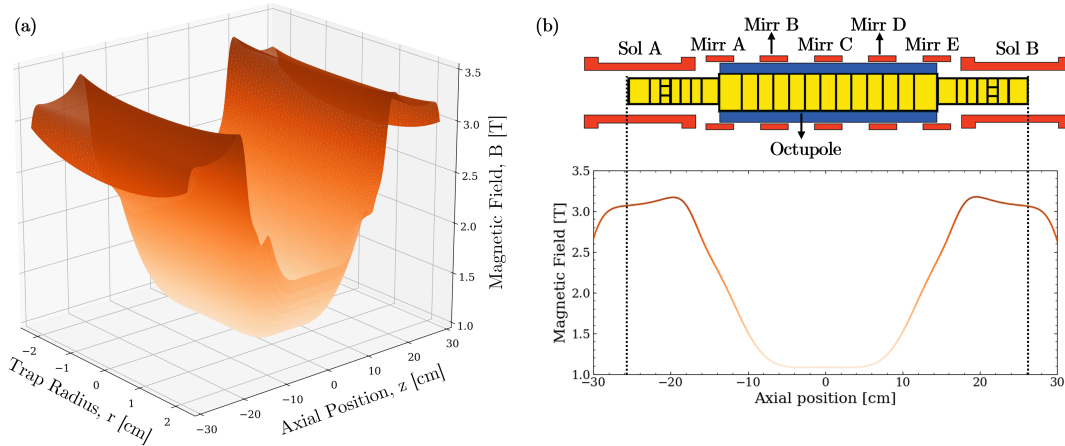 (a)
3.5
3.0
2.5
2.0
1.5
1.0
Magnetic Field, B [T]
−2
−1
0
1
2
Trap Radius, r [cm]
−30
−20
−10
0
10
20
30
Axial Position, z [cm]
(b)
Mirr B
Mirr D
Sol A
Mirr A
Mirr C
Mirr E
Sol B
Octupole
3.5
3.0
2.5
2.0
1.5
1.0
Magnetic Field [T]
−30
−20
−10
0
10
20
30
Axial position [cm]